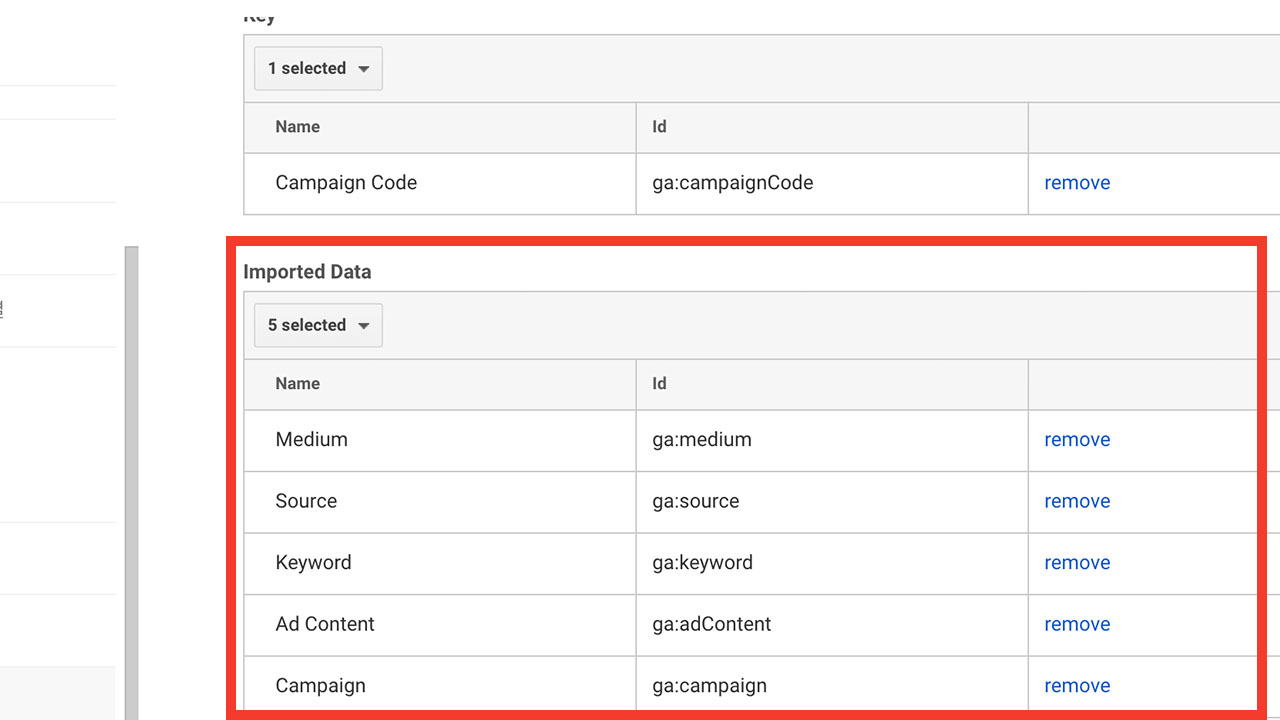 Key
1 selected
Name Id
Campaign Code ga:campaignCode remove
Imported Data
5 selected
Name Id
Medium ga:medium remove
Source ga:source remove
Keyword ga:keyword remove
Ad Content ga:adContent remove
Campaign ga:campaign remove